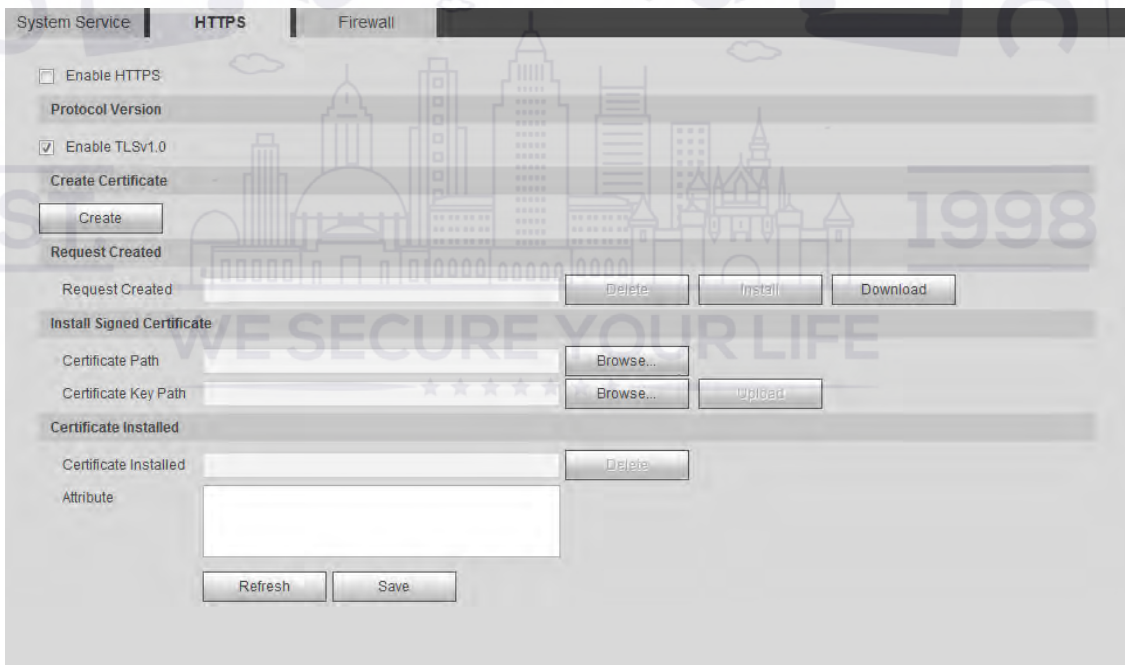 System Service HTTPS Firewall
Enable HTTPS
Protocol Version
Enable TLSv1.0
Create Certificate
Create
EST. 1998
Request Created
Request Created Delete Install Download
Install Signed Certificate
WE SECURE YOUR LIFE
Certificate Path Browse...
Certificate Key Path Browse... Upload
Certificate Installed
Certificate Installed Delete
Attribute
Refresh Save